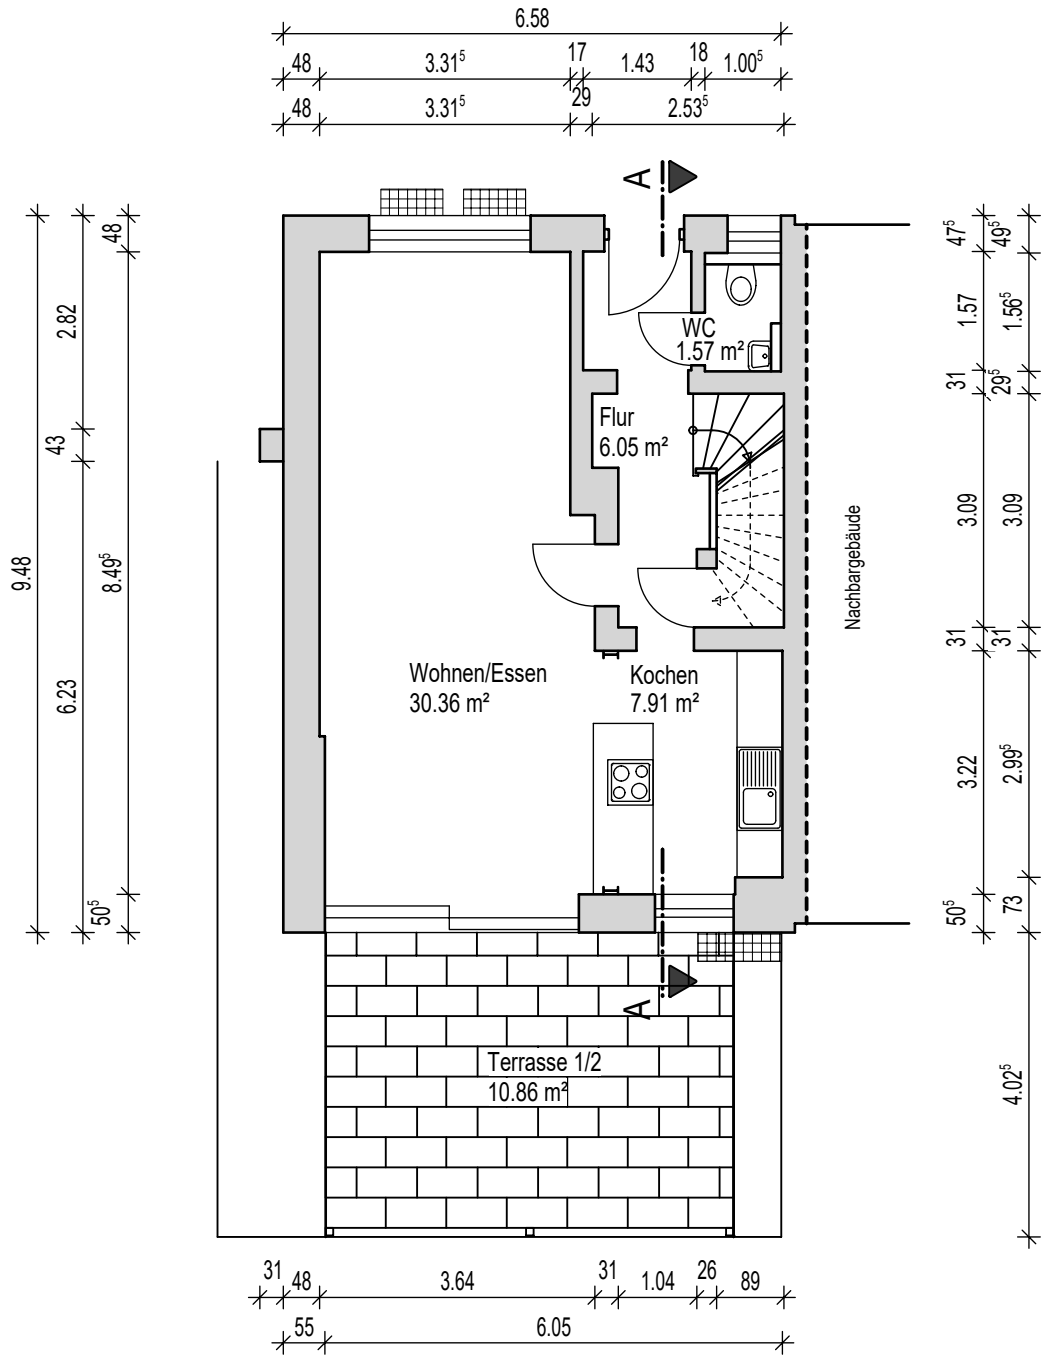 6.58
48 3.31⁵ 17 1.43 18 1.00⁵
48 3.31⁵ 29 2.53⁵
A
9.48
2.82
43
6.23
48
8.49⁵
50⁵
47⁵
1.57
31
3.09
31
3.22
50⁵
49⁵
1.56⁵
29⁵
3.09
31
2.99⁵
73
4.02⁵
WC
1.57 m²
Flur
6.05 m²
Nachbargebäude
Wohnen/Essen
30.36 m²
Kochen
7.91 m²
A
Terrasse 1/2
10.86 m²
31 48 3.64 31 1.04 26 89
55 6.05